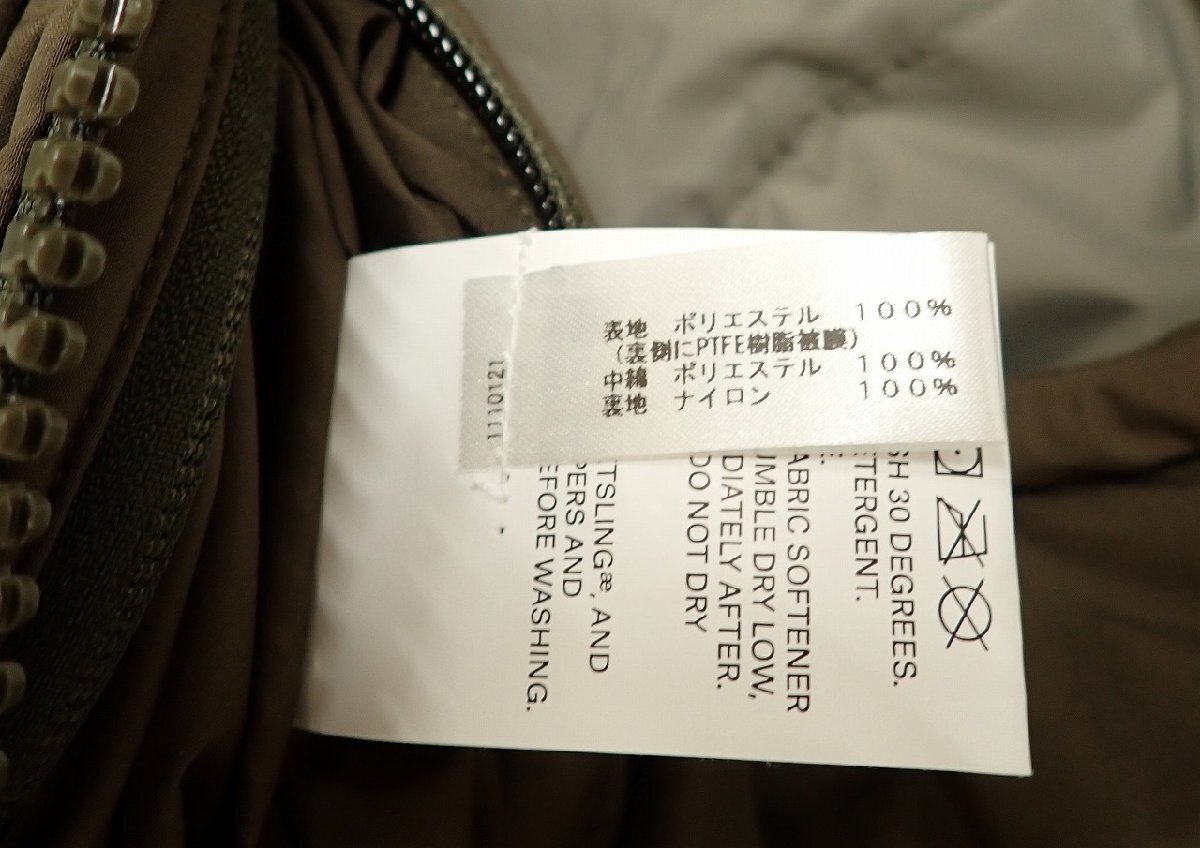 表地 ポリエステル 100%
（裏側にPTFE樹脂被膜）
中綿 ポリエステル 100%
裏地 ナイロン 100%
1110121
SH 30 DEGREES.
ETERGENT.
ABRIC SOFTENER
UMBLE DRY LOW,
DIATELY AFTER.
DO NOT DRY
TSLINGæ, AND
PERS AND
EFORE WASHING.